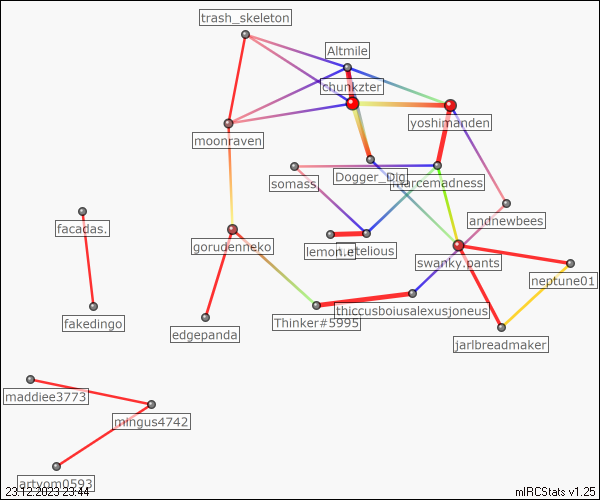 trash_skeleton
Altmile
chunkzter
yoshimanden
moonraven
Dogger_Dig
marcemadness
somass
andnewbees
facadas.
gorudenneko
lemon.e
etelious
swanky.pants
neptune01
fakedingo
edgepanda
Thinker#5995
thiccusboiusalexusjoneus
jarlbreadmaker
maddiee3773
mingus4742
artyom0593
23.12.2023 23:44
mIRCStats v1.25